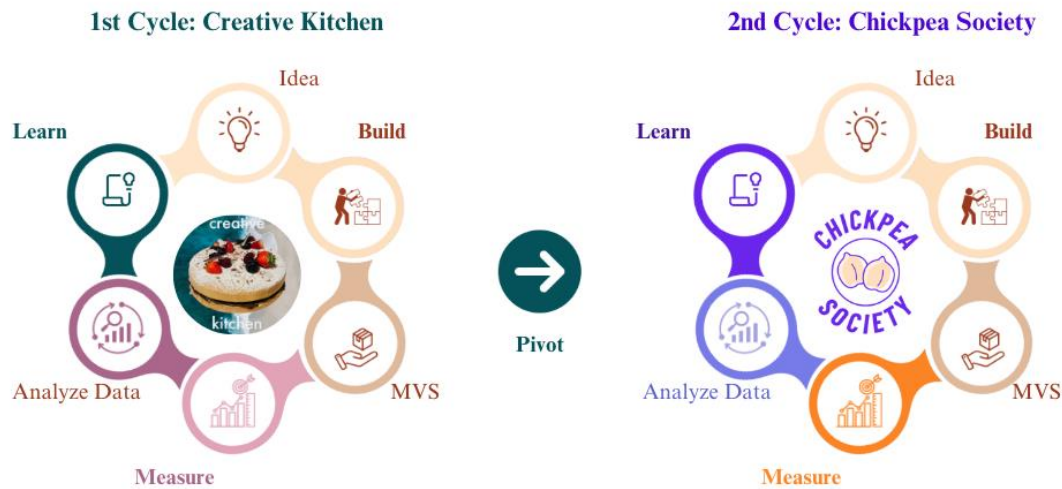 1st Cycle: Creative Kitchen
Idea
Learn
Build
creative
kitchen
Analyze Data
MVS
Measure
Pivot
2nd Cycle: Chickpea Society
Idea
Learn
Build
CHICKPEA
SOCIETY
Analyze Data
MVS
Measure